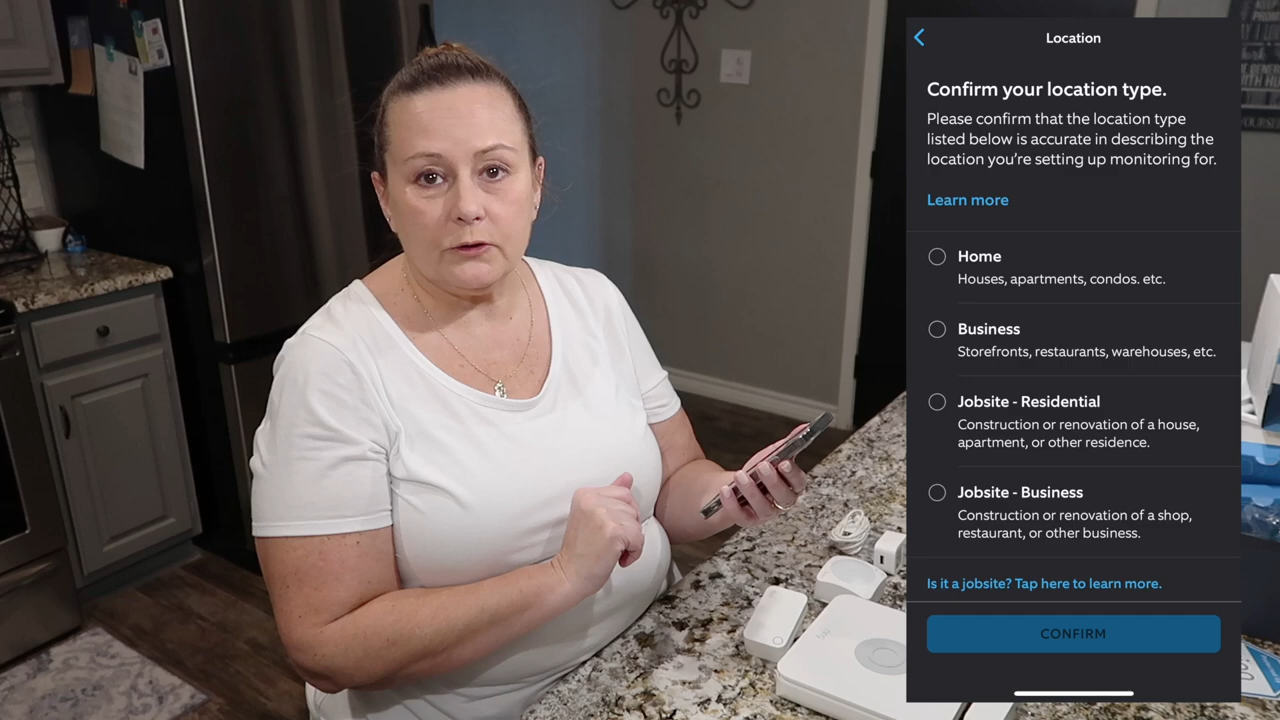 Location
Confirm your location type.
Please confirm that the location type
listed below is accurate in describing the
location you’re setting up monitoring for.
Learn more
Home
Houses, apartments, condos. etc.
Business
Storefronts, restaurants, warehouses, etc.
Jobsite - Residential
Construction or renovation of a house,
apartment, or other residence.
Jobsite - Business
Construction or renovation of a shop,
restaurant, or other business.
Is it a jobsite? Tap here to learn more.
CONFIRM
ring